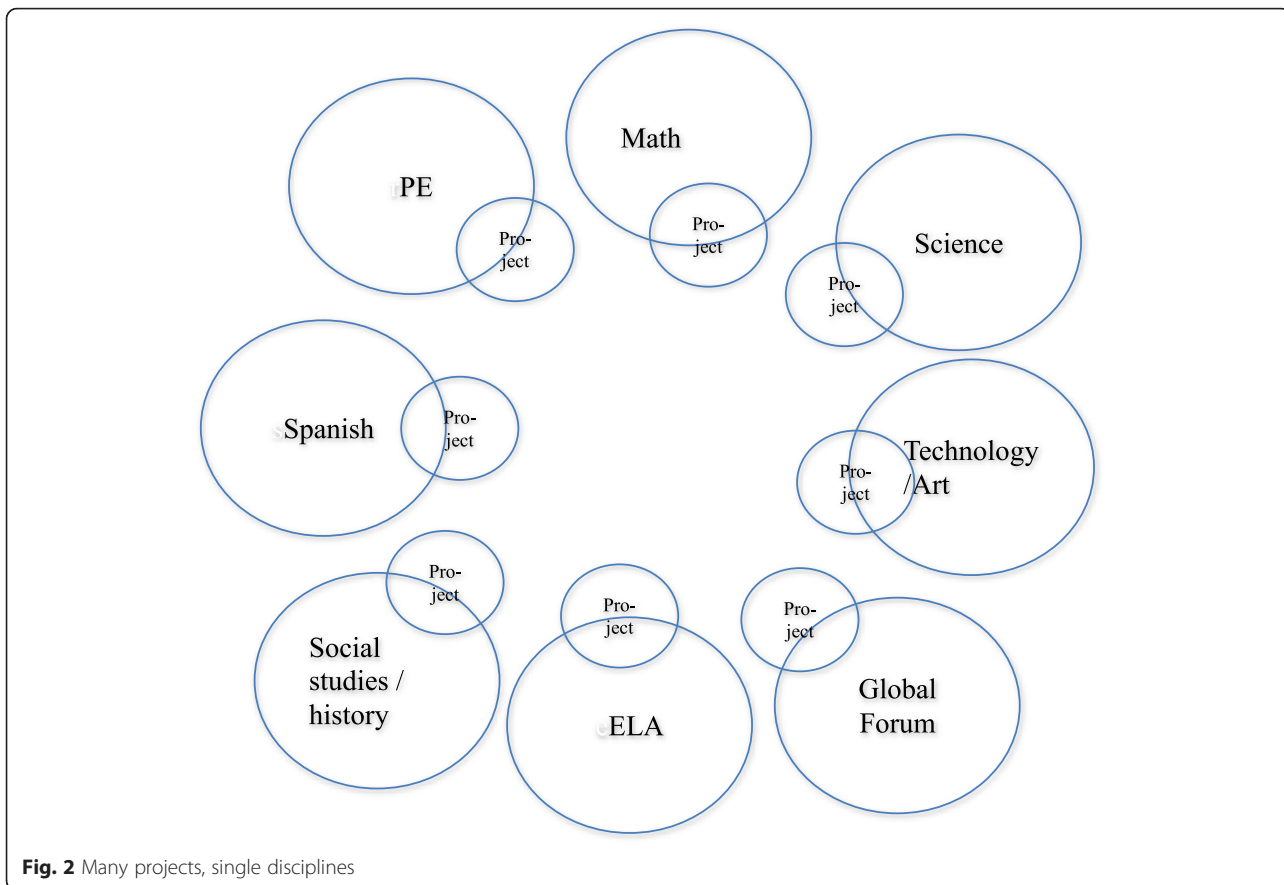 Math
Pro-
ject
PE
Pro-
ject
Science
Pro-
ject
Spanish
Pro-
ject
Technology
/Art
Pro-
ject
Social
studies /
history
Pro-
ject
ELA
Pro-
ject
Global
Forum
Pro-
ject
Fig. 2 Many projects, single disciplines